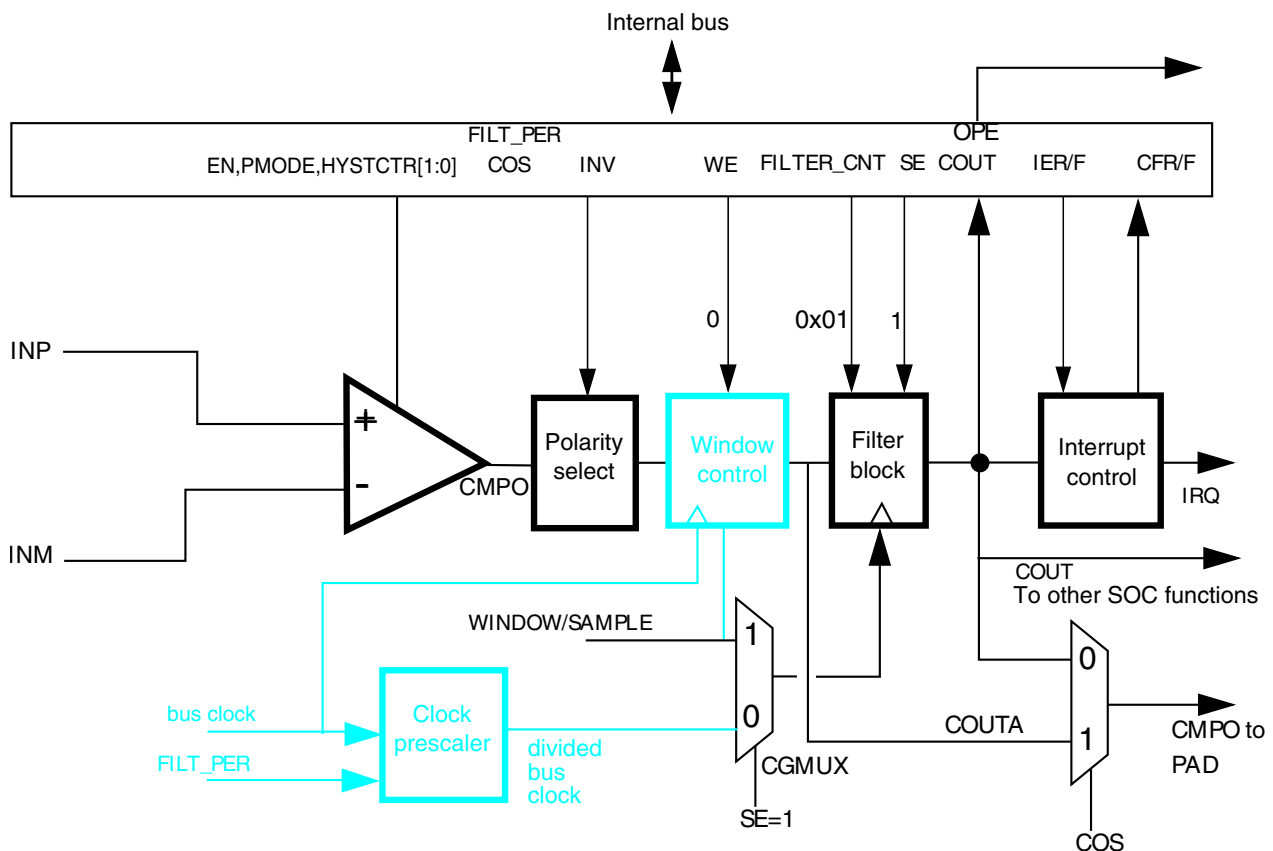 Internal bus
FILT_PER
OPE
EN,PMODE,HYSTCTR[1:0]
COS
INV
WE
FILTER_CNT
SE
COUT
IER/F
CFR/F
0
0x01
1
INP
+
-
INM
CMPO
Polarity
select
Window
control
Filter
block
Interrupt
control
IRQ
COUT
To other SOC functions
WINDOW/SAMPLE
1
0
CGMUX
SE=1
bus clock
FILT_PER
Clock
prescaler
divided
bus
clock
COUTA
0
1
CMPO to
PAD
COS